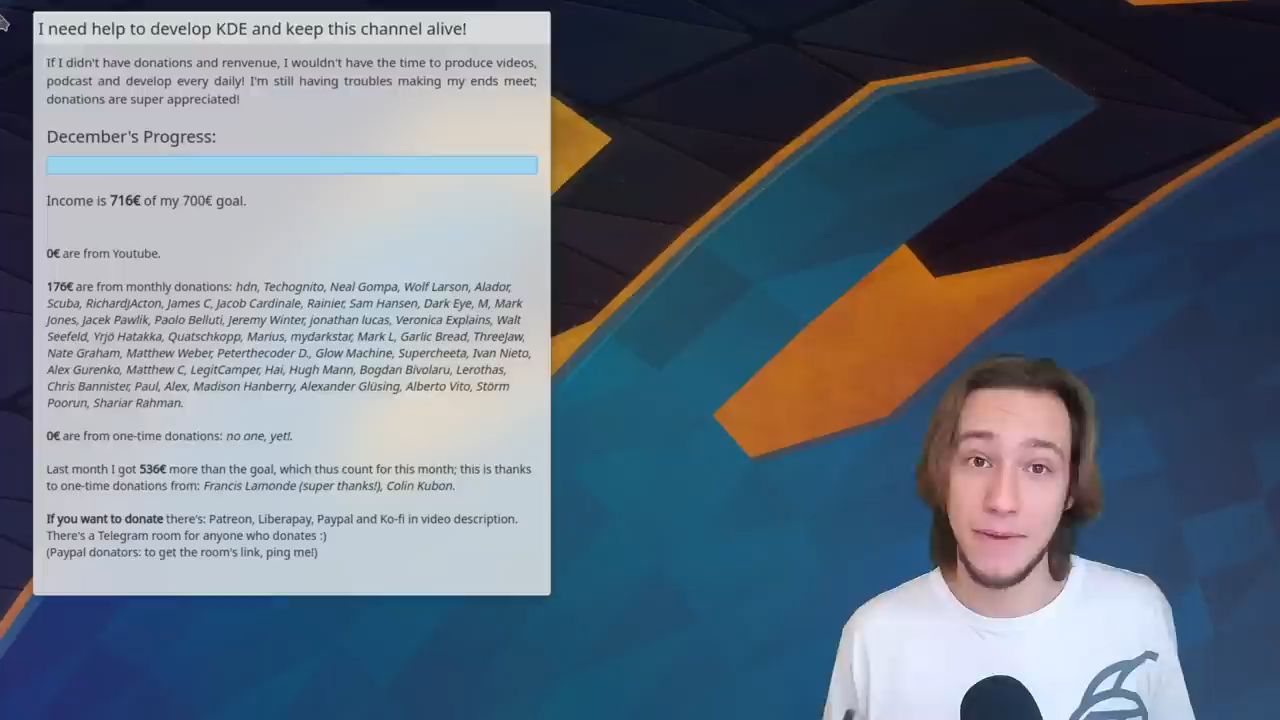 I need help to develop KDE and keep this channel alive!
If I didn't have donations and renvenue, I wouldn't have the time to produce videos,
podcast and develop every daily! I'm still having troubles making my ends meet;
donations are super appreciated!
December's Progress:
Income is 716€ of my 700€ goal.
0€ are from Youtube.
176€ are from monthly donations: hdn, Techognito, Neal Gompa, Wolf Larson, Alador,
Scuba, RichardJActon, James C, Jacob Cardinale, Rainier, Sam Hansen, Dark Eye, M, Mark
Jones, Jacek Pawlik, Paolo Belluti, Jeremy Winter, jonathan lucas, Veronica Explains, Walt
Seefeld, Yrjö Hatakka, Quatschkopp, Marius, mydarkstar, Mark L, Garlic Bread, ThreeJaw,
Nate Graham, Matthew Weber, Peterthecoder D., Glow Machine, Supercheeta, Ivan Nieto,
Alex Gurenko, Matthew C, LegitCamper, Hai, Hugh Mann, Bogdan Bivolaru, Lerothas,
Chris Bannister, Paul, Alex, Madison Hanberry, Alexander Glüsing, Alberto Vito, Störm
Poorun, Shariar Rahman.
0€ are from one-time donations: no one, yet!.
Last month I got 536€ more than the goal, which thus count for this month; this is thanks
to one-time donations from: Francis Lamonde (super thanks!), Colin Kubon.
If you want to donate there's: Patreon, Liberapay, Paypal and Ko-fi in video description.
There's a Telegram room for anyone who donates :)
(Paypal donators: to get the room's link, ping me!)